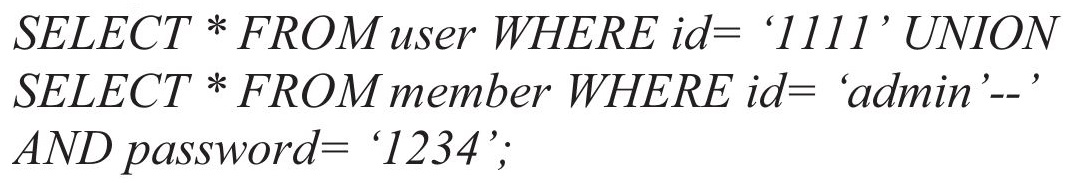 SELECT * FROM user WHERE id= ‘1111’ UNION
SELECT * FROM member WHERE id= ‘admin’--’
AND password= ‘1234’;